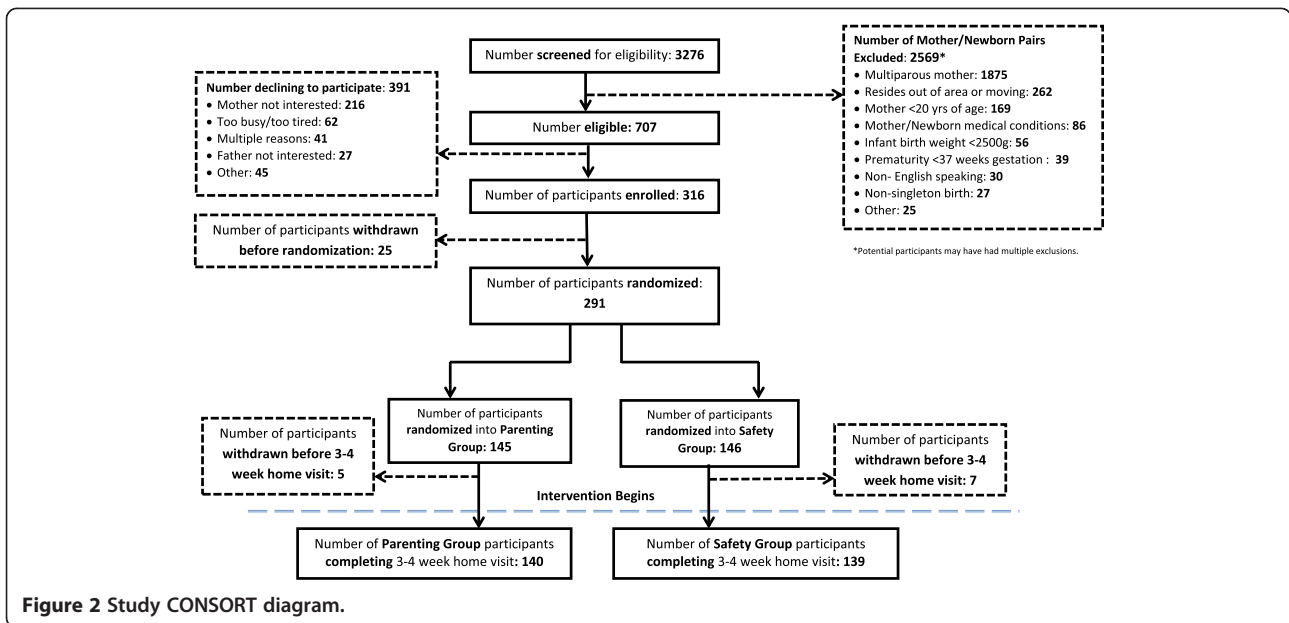 Number screened for eligibility: 3276
Number of Mother/Newborn Pairs
Excluded: 2569*
• Multiparous mother: 1875
• Resides out of area or moving: 262
• Mother <20 yrs of age: 169
• Mother/Newborn medical conditions: 86
• Infant birth weight <2500g: 56
• Prematurity <37 weeks gestation : 39
• Non- English speaking: 30
• Non-singleton birth: 27
• Other: 25
*Potential participants may have had multiple exclusions.
Number eligible: 707
Number declining to participate: 391
• Mother not interested: 216
• Too busy/too tired: 62
• Multiple reasons: 41
• Father not interested: 27
• Other: 45
Number of participants enrolled: 316
Number of participants withdrawn
before randomization: 25
Number of participants randomized:
291
Number of participants
randomized into Parenting
Group: 145
Number of participants
randomized into Safety
Group: 146
Number of participants
withdrawn before 3-4
week home visit: 5
Number of participants
withdrawn before 3-4
week home visit: 7
Intervention Begins
Number of Parenting Group participants
completing 3-4 week home visit: 140
Number of Safety Group participants
completing 3-4 week home visit: 139
Figure 2 Study CONSORT diagram.